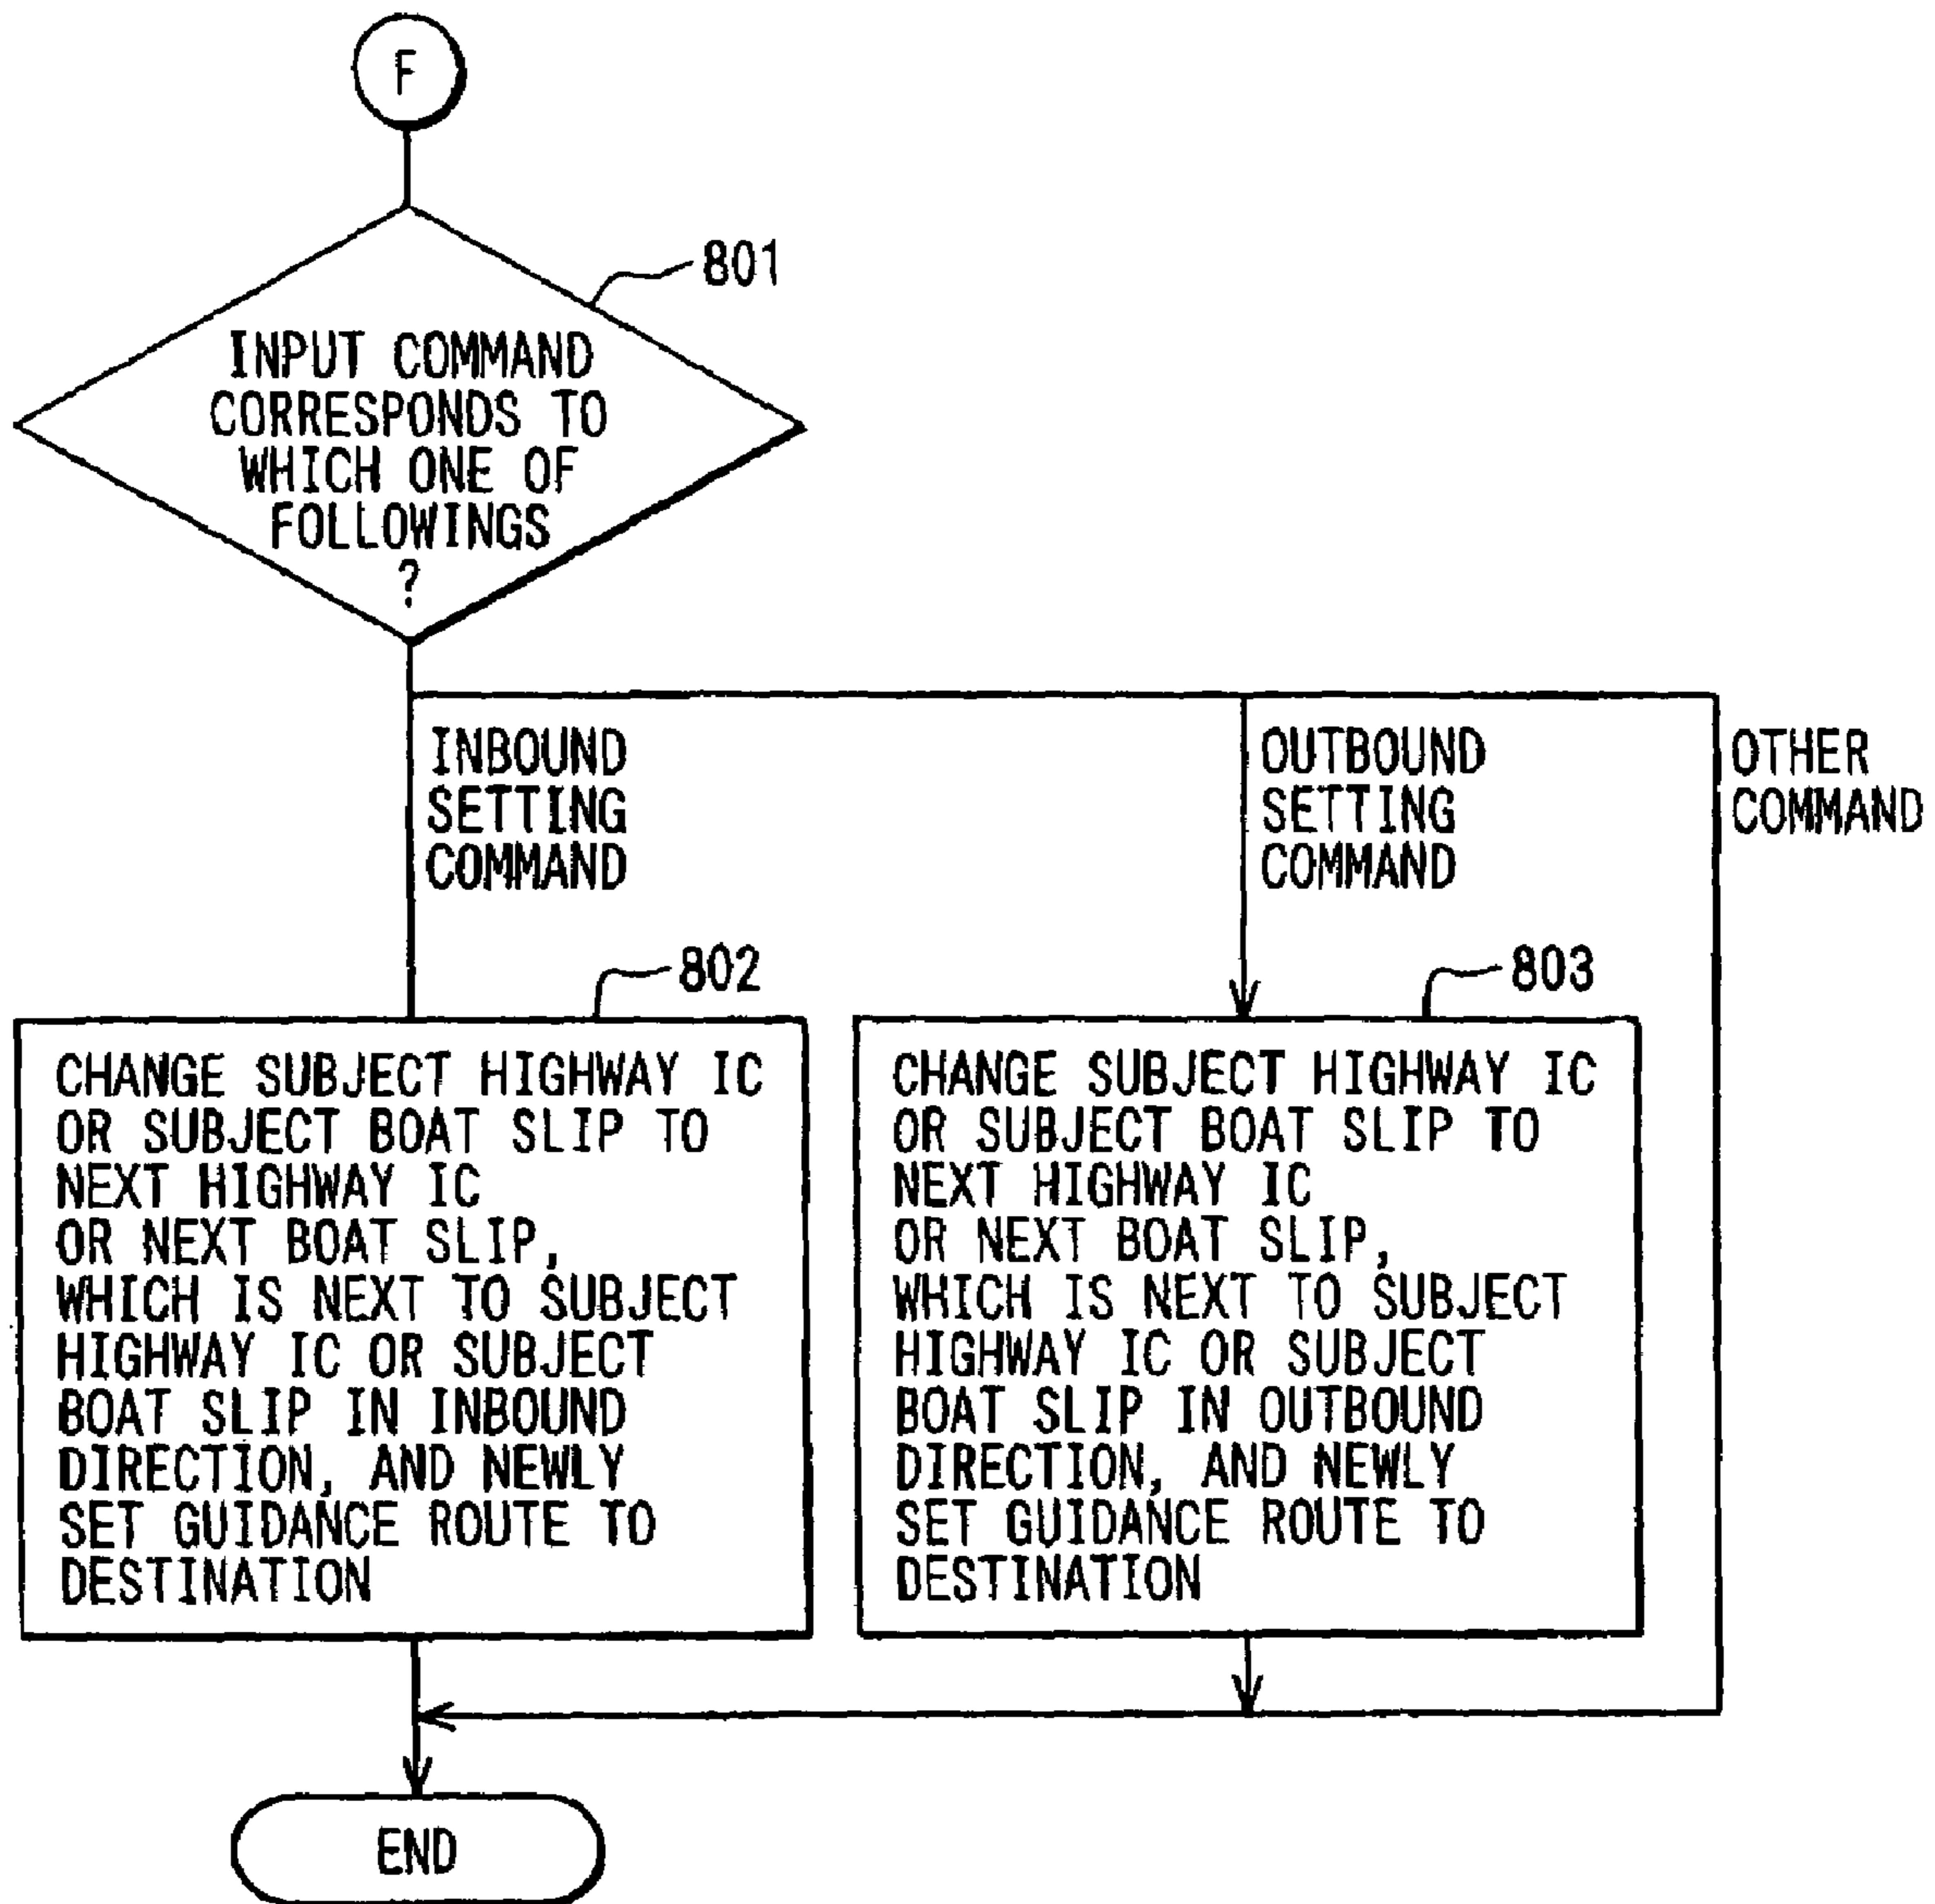 F
801
INPUT COMMAND
CORRESPONDS TO
WHICH ONE OF
FOLLOWINGS
?
INBOUND
SETTING
COMMAND
OUTBOUND
SETTING
COMMAND
OTHER
COMMAND
802
CHANGE SUBJECT HIGHWAY IC
OR SUBJECT BOAT SLIP TO
NEXT HIGHWAY IC
OR NEXT BOAT SLIP,
WHICH IS NEXT TO SUBJECT
HIGHWAY IC OR SUBJECT
BOAT SLIP IN INBOUND
DIRECTION, AND NEWLY
SET GUIDANCE ROUTE TO
DESTINATION
803
CHANGE SUBJECT HIGHWAY IC
OR SUBJECT BOAT SLIP TO
NEXT HIGHWAY IC
OR NEXT BOAT SLIP,
WHICH IS NEXT TO SUBJECT
HIGHWAY IC OR SUBJECT
BOAT SLIP IN OUTBOUND
DIRECTION, AND NEWLY
SET GUIDANCE ROUTE TO
DESTINATION
END